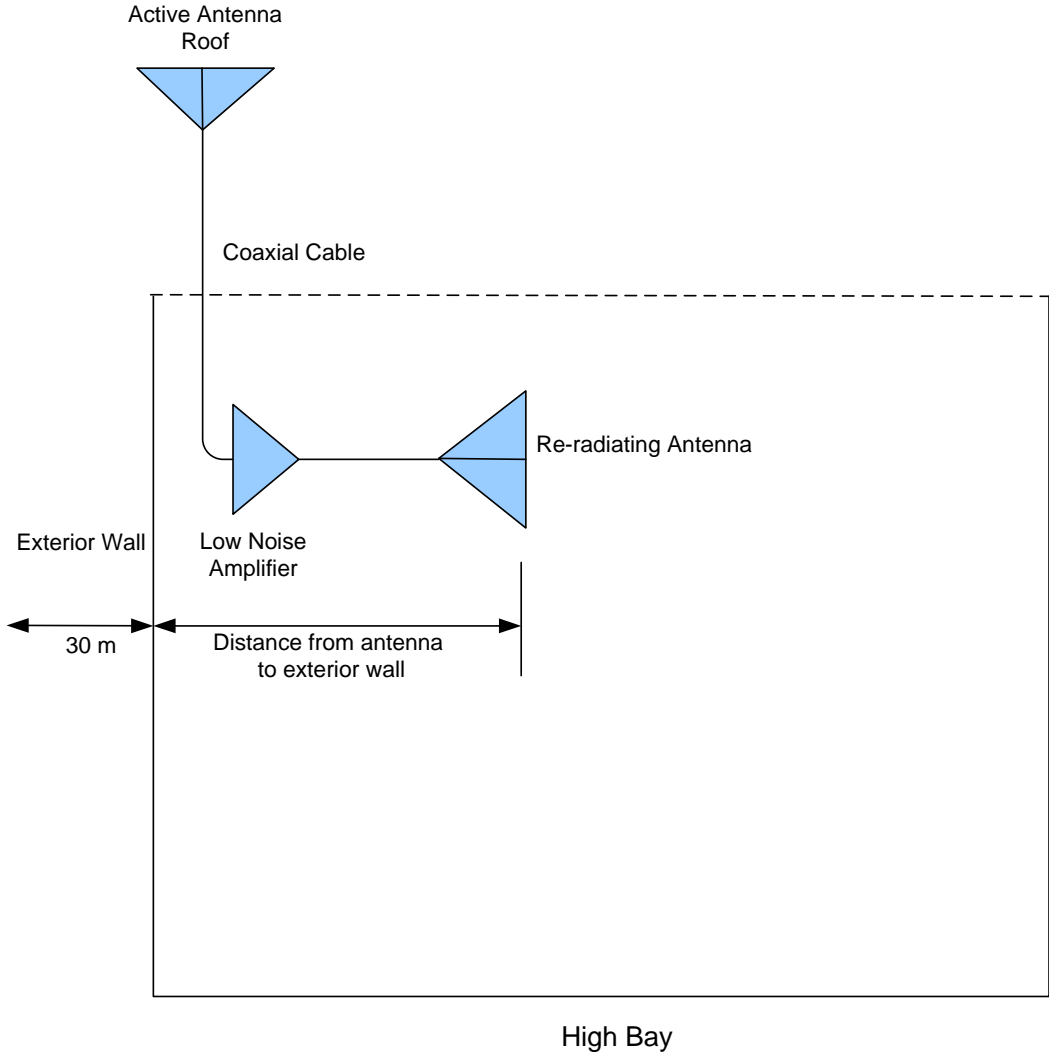 Active Antenna
Roof
Coaxial Cable
Re-radiating Antenna
Exterior Wall
Low Noise
Amplifier
30 m
Distance from antenna
to exterior wall
High Bay